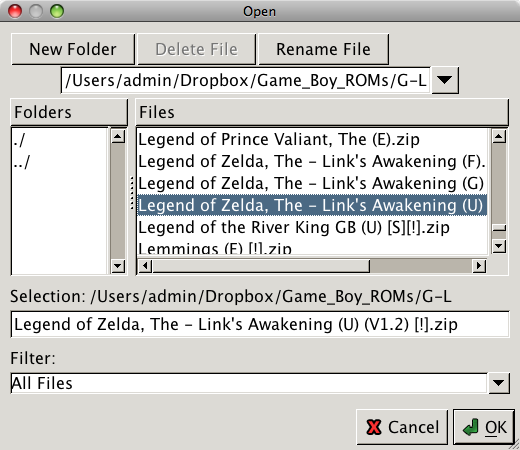 Open
New Folder Delete File Rename File
/Users/admin/Dropbox/Game_Boy_ROMs/G-L
Folders Files
./
../
Legend of Prince Valiant, The (E).zip
Legend of Zelda, The - Link's Awakening (F).
Legend of Zelda, The - Link's Awakening (G)
Legend of Zelda, The - Link's Awakening (U)
Legend of the River King GB (U) [S][!].zip
Lemmings (E) [!].zip
Selection: /Users/admin/Dropbox/Game_Boy_ROMs/G-L
Legend of Zelda, The - Link's Awakening (U) (V1.2) [!].zip
Filter:
All Files
Cancel OK